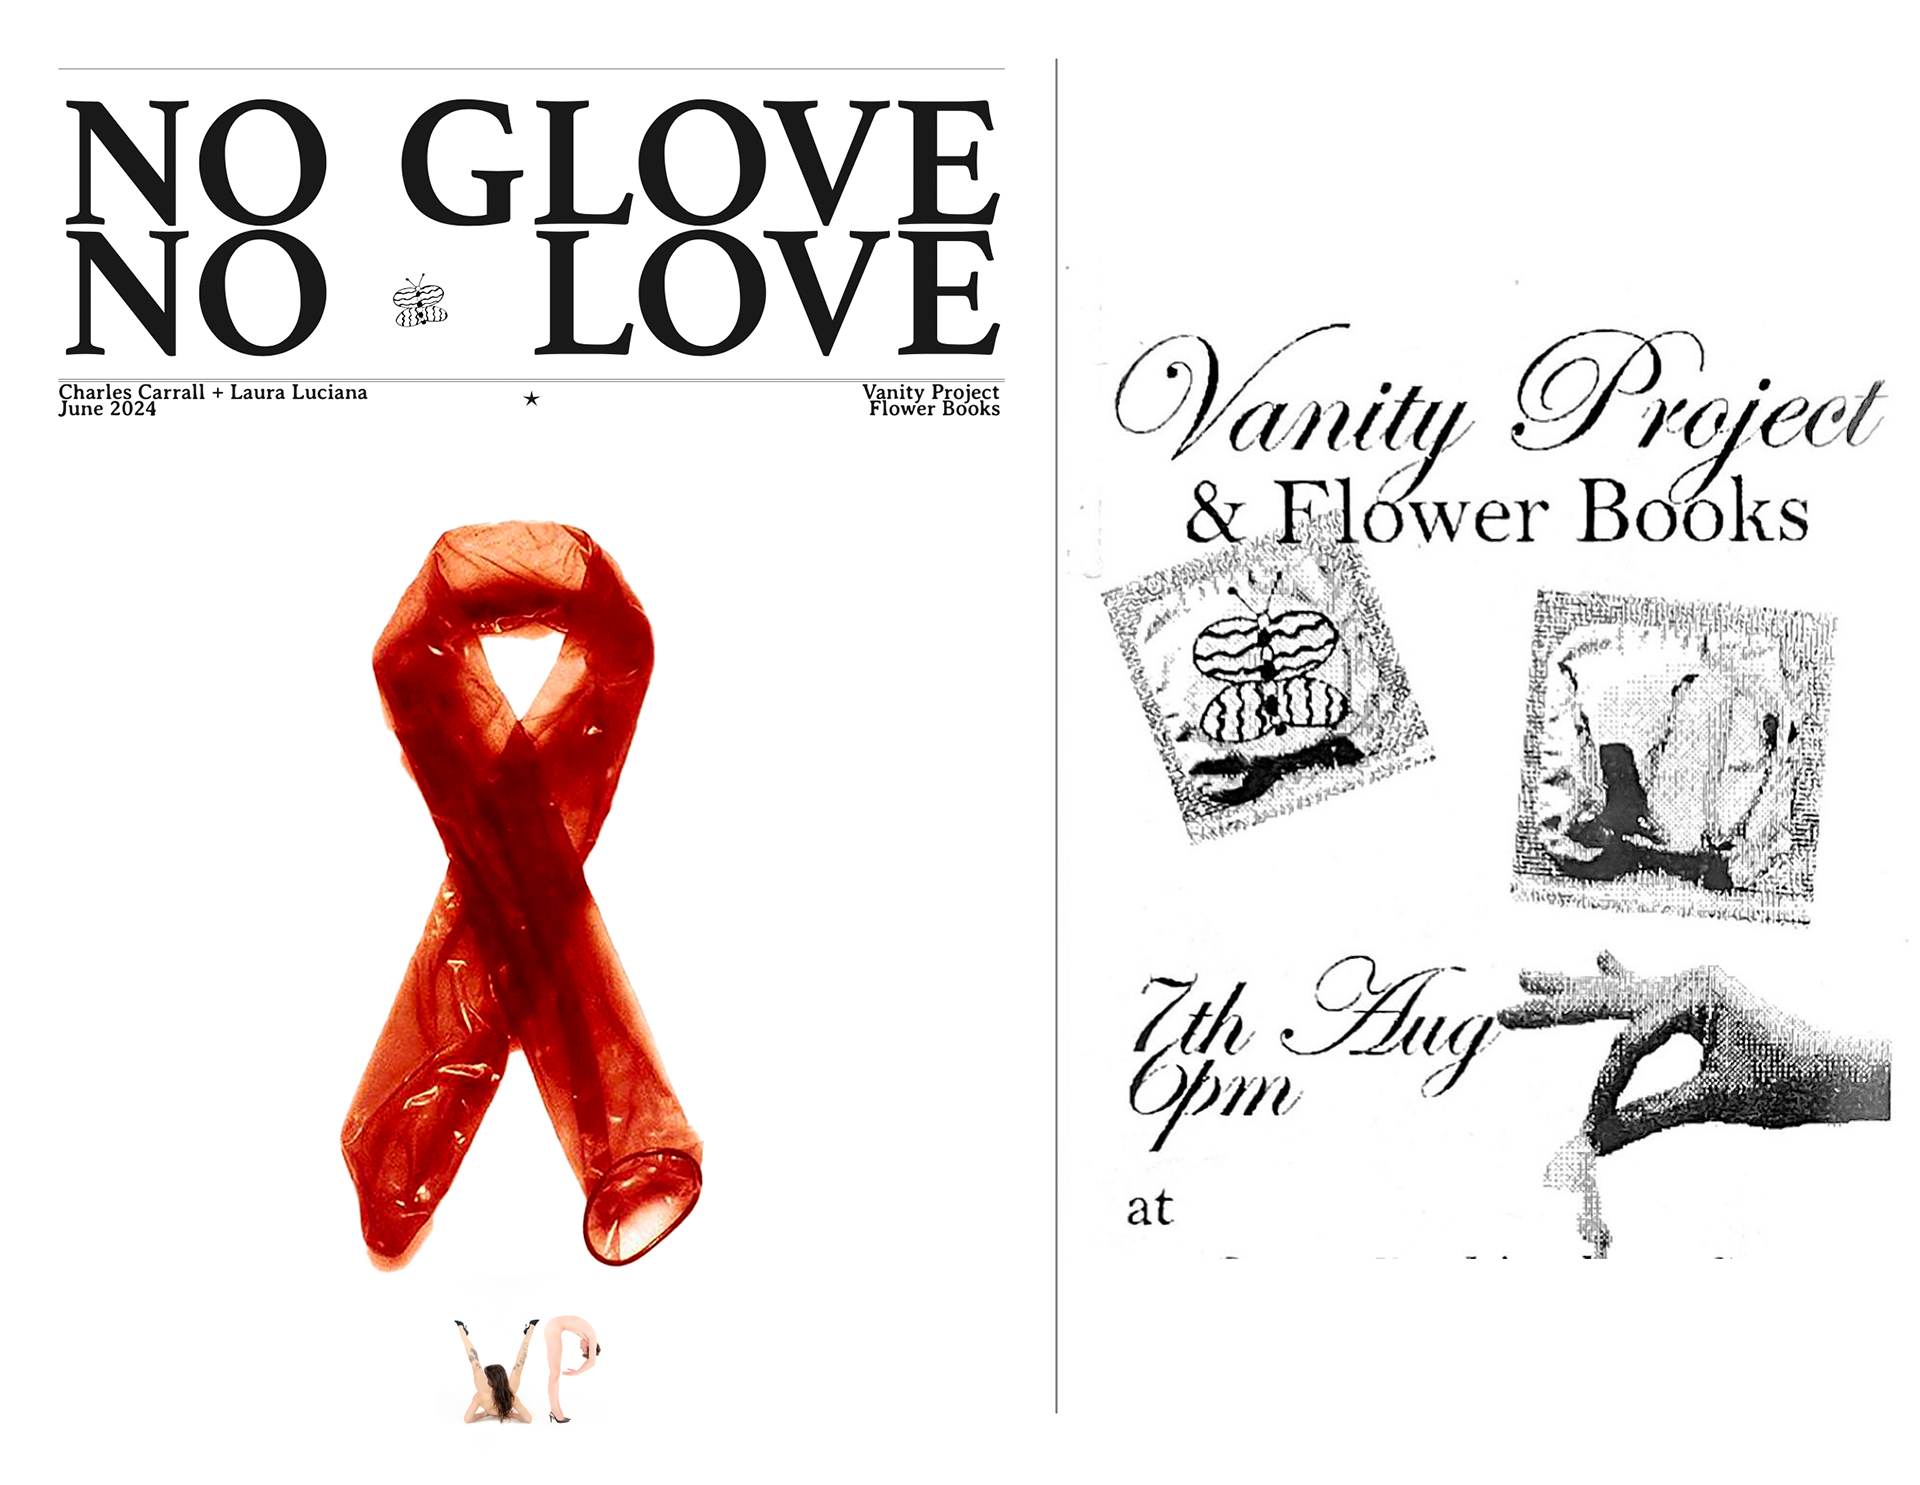 NO GLOVE
NO LOVE
Charles Carrall + Laura Luciana
June 2024
Vanity Project
Flower Books
VP
Vanity Project
& Flower Books
7th Aug
6pm
at